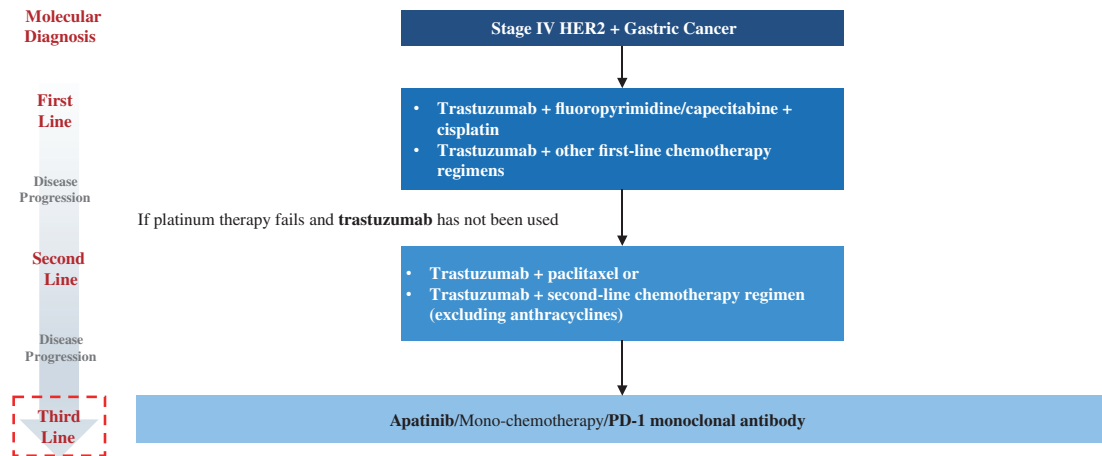 Molecular
Diagnosis
Stage IV HER2 + Gastric Cancer
First
Line
• Trastuzumab + fluoropyrimidine/capecitabine +
cisplatin
• Trastuzumab + other first-line chemotherapy
regimens
Disease
Progression
If platinum therapy fails and trastuzumab has not been used
Second
Line
• Trastuzumab + paclitaxel or
• Trastuzumab + second-line chemotherapy regimen
(excluding anthracyclines)
Disease
Progression
Third
Line
Apatinib/Mono-chemotherapy/PD-1 monoclonal antibody